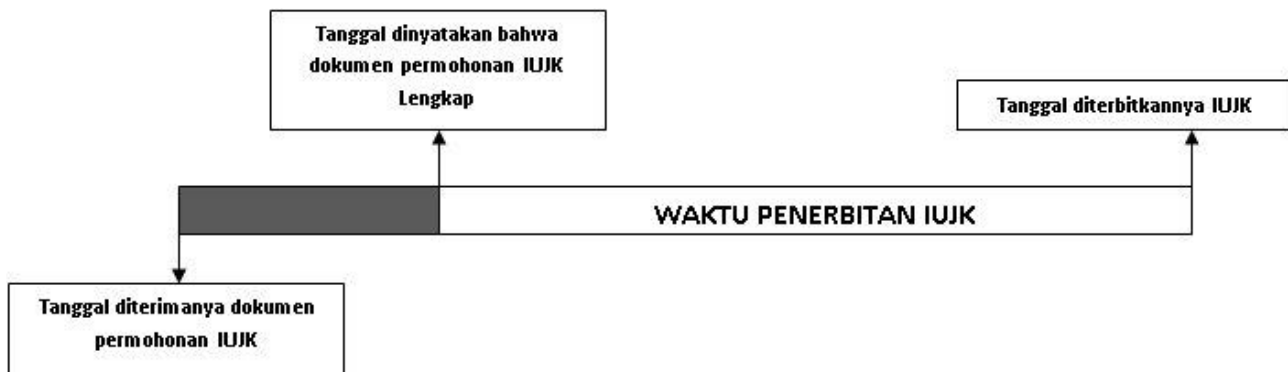 Tanggal dinyatakan bahwa
dokumen permohonan IUJK
Lengkap
Tanggal diterbitkannya IUJK
WAKTU PENERBITAN IUJK
Tanggal diterimanya dokumen
permohonan IUJK